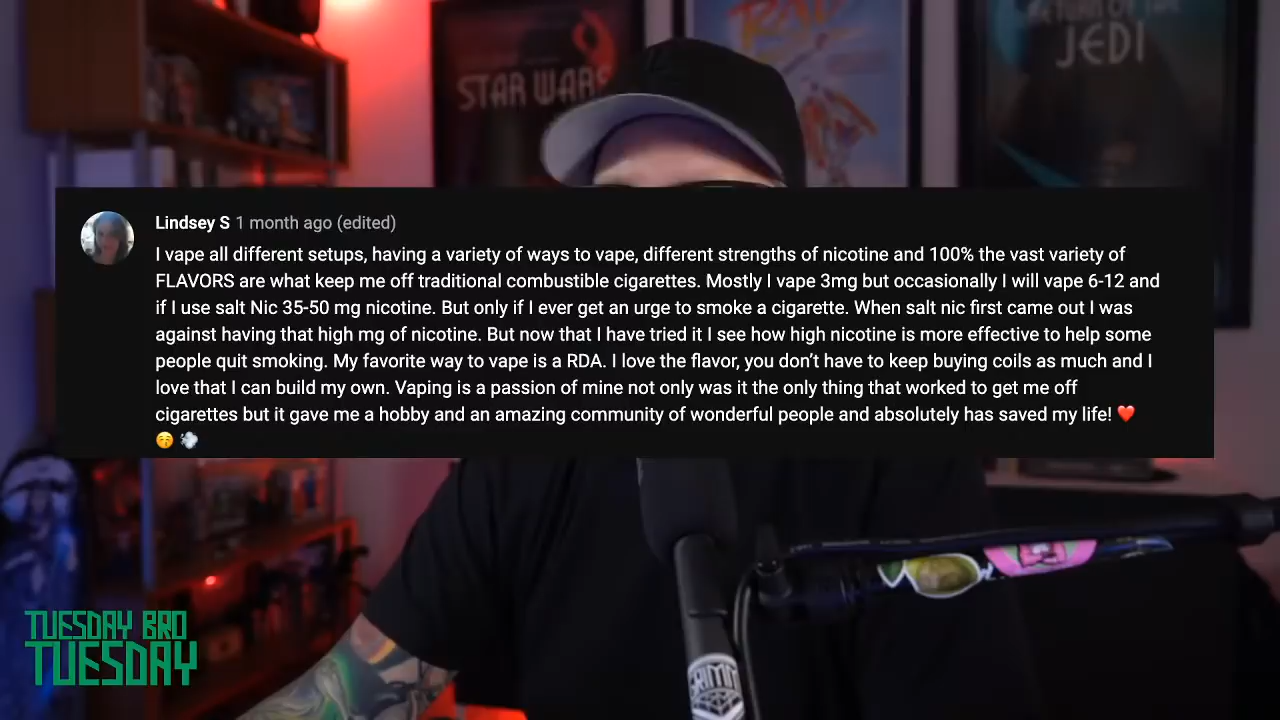 STAR WARS
RAD
RETURN OF THE
JEDI
Lindsey S 1 month ago (edited)
I vape all different setups, having a variety of ways to vape, different strengths of nicotine and 100% the vast variety of
FLAVORS are what keep me off traditional combustible cigarettes. Mostly I vape 3mg but occasionally I will vape 6-12 and
if I use salt Nic 35-50 mg nicotine. But only if I ever get an urge to smoke a cigarette. When salt nic first came out I was
against having that high mg of nicotine. But now that I have tried it I see how high nicotine is more effective to help some
people quit smoking. My favorite way to vape is a RDA. I love the flavor, you don’t have to keep buying coils as much and I
love that I can build my own. Vaping is a passion of mine not only was it the only thing that worked to get me off
cigarettes but it gave me a hobby and an amazing community of wonderful people and absolutely has saved my life! ❤️
😚 💨
TUESDAY BRO
TUESDAY
GRIMM